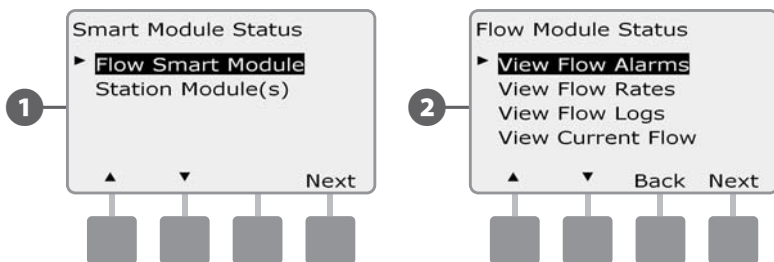 Smart Module Status
► Flow Smart Module
Station Module(s)
1
▲ ▼ Next
Flow Module Status
► View Flow Alarms
View Flow Rates
View Flow Logs
View Current Flow
2
▲ ▼ Back Next